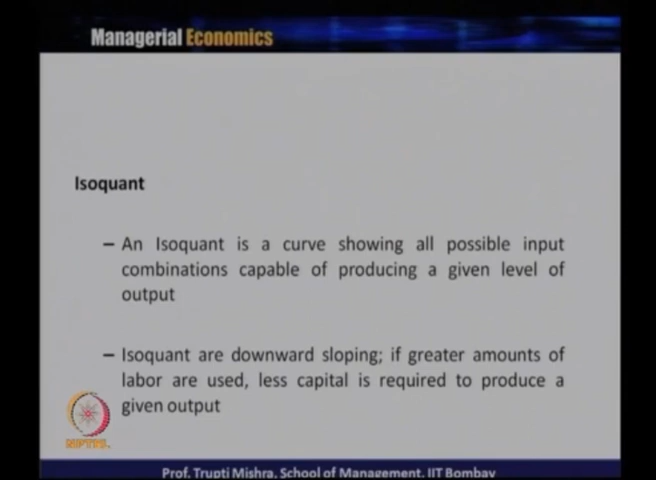 Managerial Economics
Isoquant
– An Isoquant is a curve showing all possible input
combinations capable of producing a given level of
output
– Isoquant are downward sloping; if greater amounts of
labor are used, less capital is required to produce a
given output
NPTEL
Prof. Trupti Mishra, School of Management, IIT Bombay